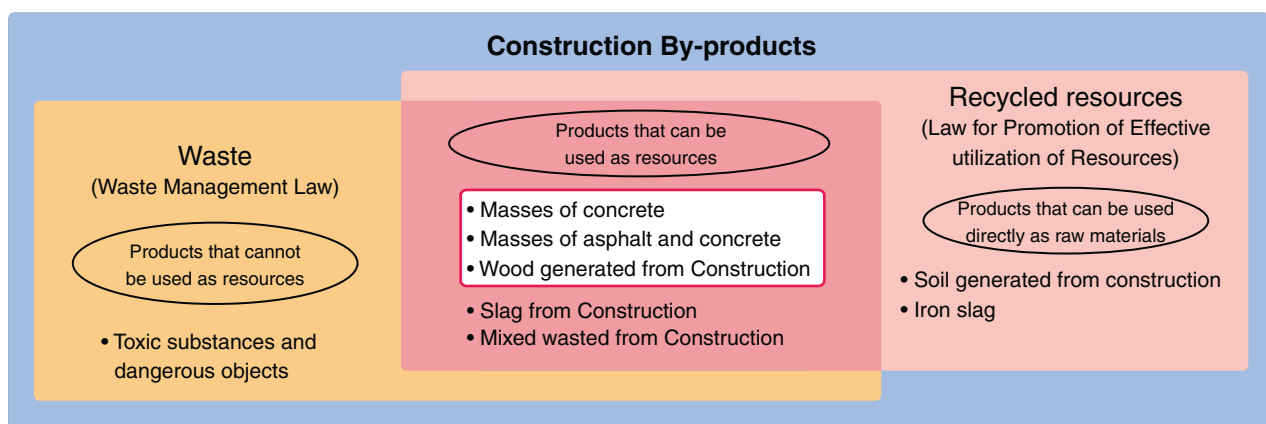 Construction By-products
Waste
(Waste Management Law)
Products that cannot
be used as resources
• Toxic substances and
dangerous objects
Products that can be
used as resources
• Masses of concrete
• Masses of asphalt and concrete
• Wood generated from Construction
• Slag from Construction
• Mixed wasted from Construction
Recycled resources
(Law for Promotion of Effective
utilization of Resources)
Products that can be used
directly as raw materials
• Soil generated from construction
• Iron slag